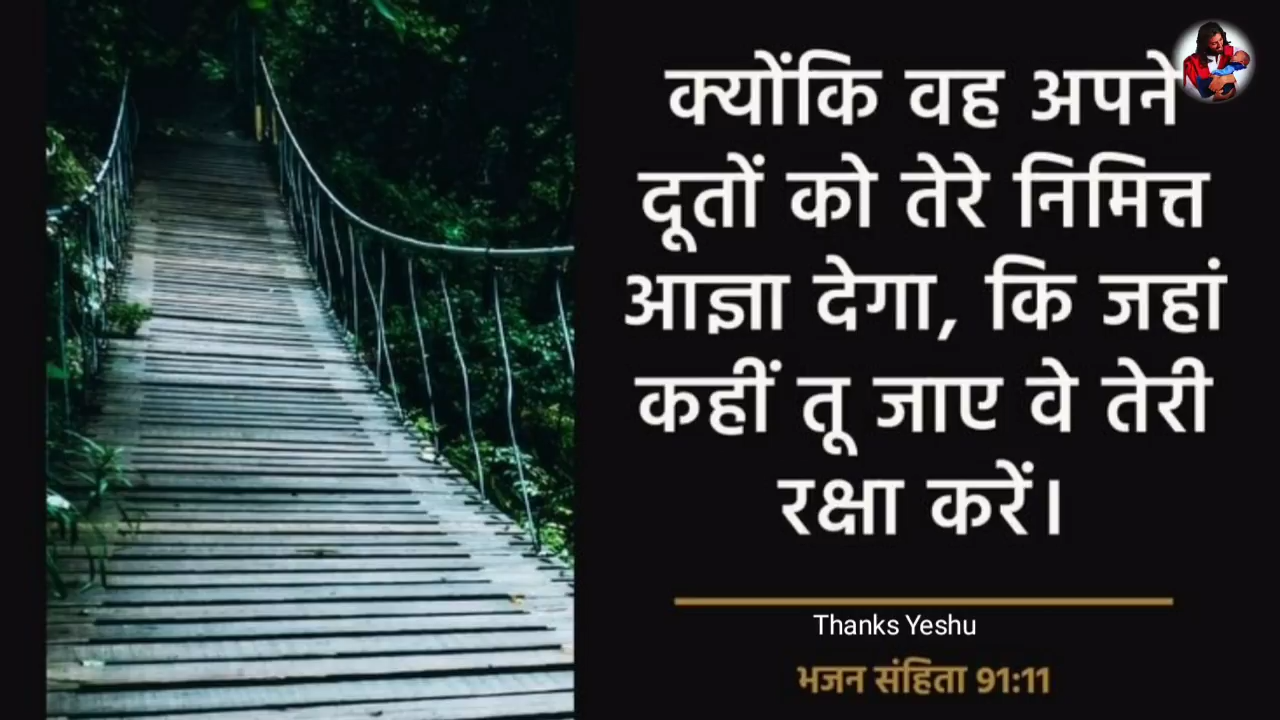 क्योंकि वह अपने
दूतों को तेरे निमित्त
आज्ञा देगा, कि जहां
कहीं तू जाए वे तेरी
रक्षा करें।
Thanks Yeshu
भजन संहिता 91:11